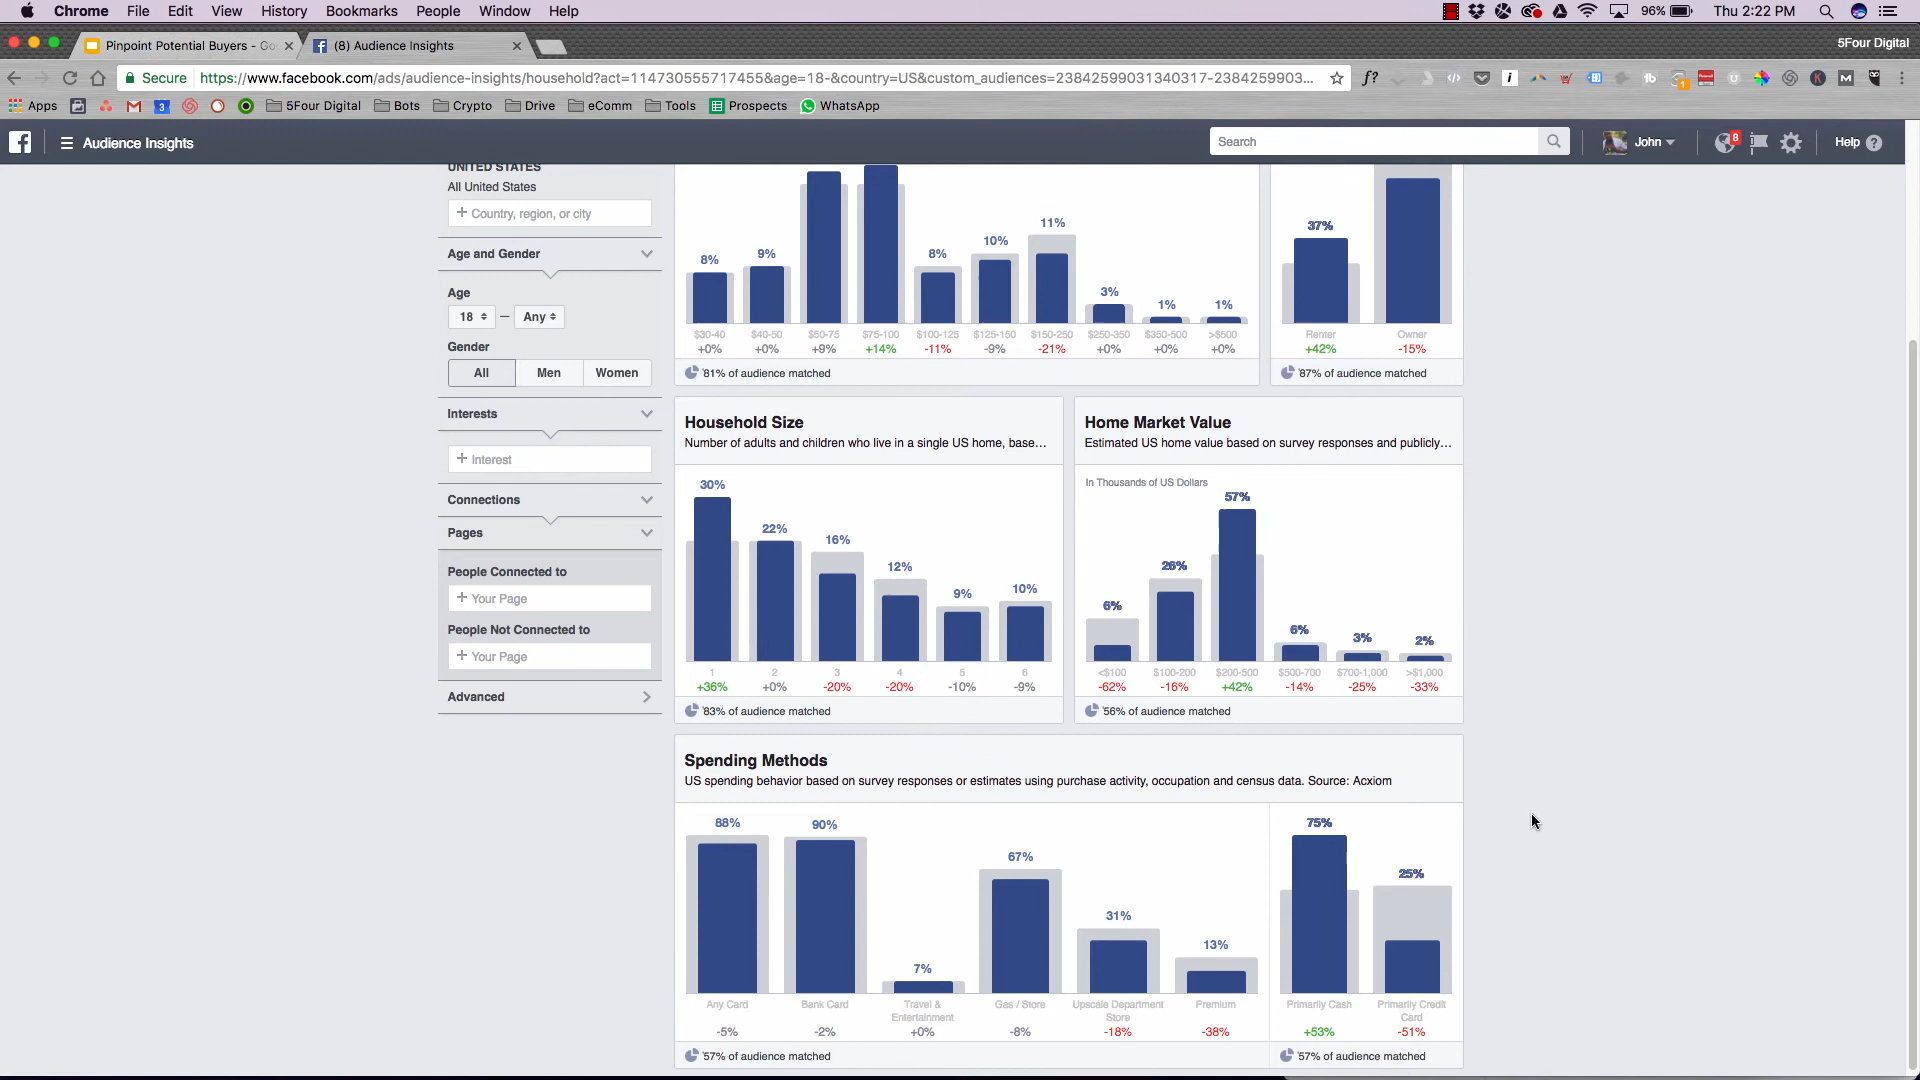 Chrome File Edit View History Bookmarks People Window Help 96% Thu 2:22 PM
Pinpoint Potential Buyers - Go (8) Audience Insights 5Four Digital
Secure https://www.facebook.com/ads/audience-insights/household?act=114730555717455&age=18-&country=US&custom_audiences=23842599031340317-2384259903... f?
Apps 5Four Digital Bots Crypto Drive eComm Tools Prospects WhatsApp
Audience Insights Search John 8 Help
UNITED STATES
All United States
+ Country, region, or city
Age and Gender
Age
18 — Any
Gender
All Men Women
Interests
+ Interest
Connections
Pages
People Connected to
+ Your Page
People Not Connected to
+ Your Page
Advanced
8% 9% 8% 10% 11% 3% 1% 1%
$30-40 $40-50 $50-75 $75-100 $100-125 $125-150 $150-250 $250-350 $350-500 >$500
+0% +0% +9% +14% -11% -9% -21% +0% +0% +0%
81% of audience matched
37%
Renter Owner
+42% -15%
87% of audience matched
Household Size
Number of adults and children who live in a single US home, base...
30% 22% 16% 12% 9% 10%
1 2 3 4 5 6
+36% +0% -20% -20% -10% -9%
83% of audience matched
Home Market Value
Estimated US home value based on survey responses and publicly...
In Thousands of US Dollars
6% 26% 57% 6% 3% 2%
<$100 $100-200 $200-500 $500-700 $700-1,000 >$1,000
-62% -16% +42% -14% -25% -33%
56% of audience matched
Spending Methods
US spending behavior based on survey responses or estimates using purchase activity, occupation and census data. Source: Acxiom
88% 90% 7% 67% 31% 13%
Any Card Bank Card Travel & Entertainment Gas / Store Upscale Department Store Premium
-5% -2% +0% -8% -18% -38%
57% of audience matched
75% 25%
Primarily Cash Primarily Credit Card
+53% -51%
57% of audience matched